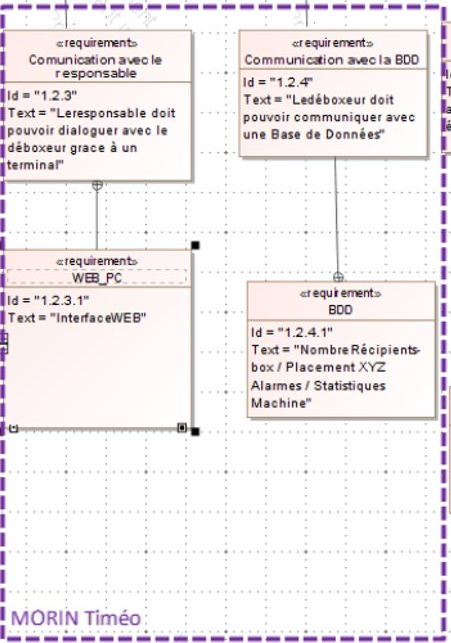 «requirement»
Comunication avec le
responsable
Id = "1.2.3"
Text = "Leresponsable doit
pouvoir dialoguer avec le
déboxeur grace à un
terminal"
«requirement»
Communication avec la BDD
Id = "1.2.4"
Text = "Ledéboxeur doit
pouvoir communiquer avec
une Base de Données"
«requirement»
WEB_PC
Id = "1.2.3.1"
Text = "InterfaceWEB"
«requirement»
BDD
Id = "1.2.4.1"
Text = "Nombre Récipients-
box / Placement XYZ
Alarmes / Statistiques
Machine"
MORIN Timéo